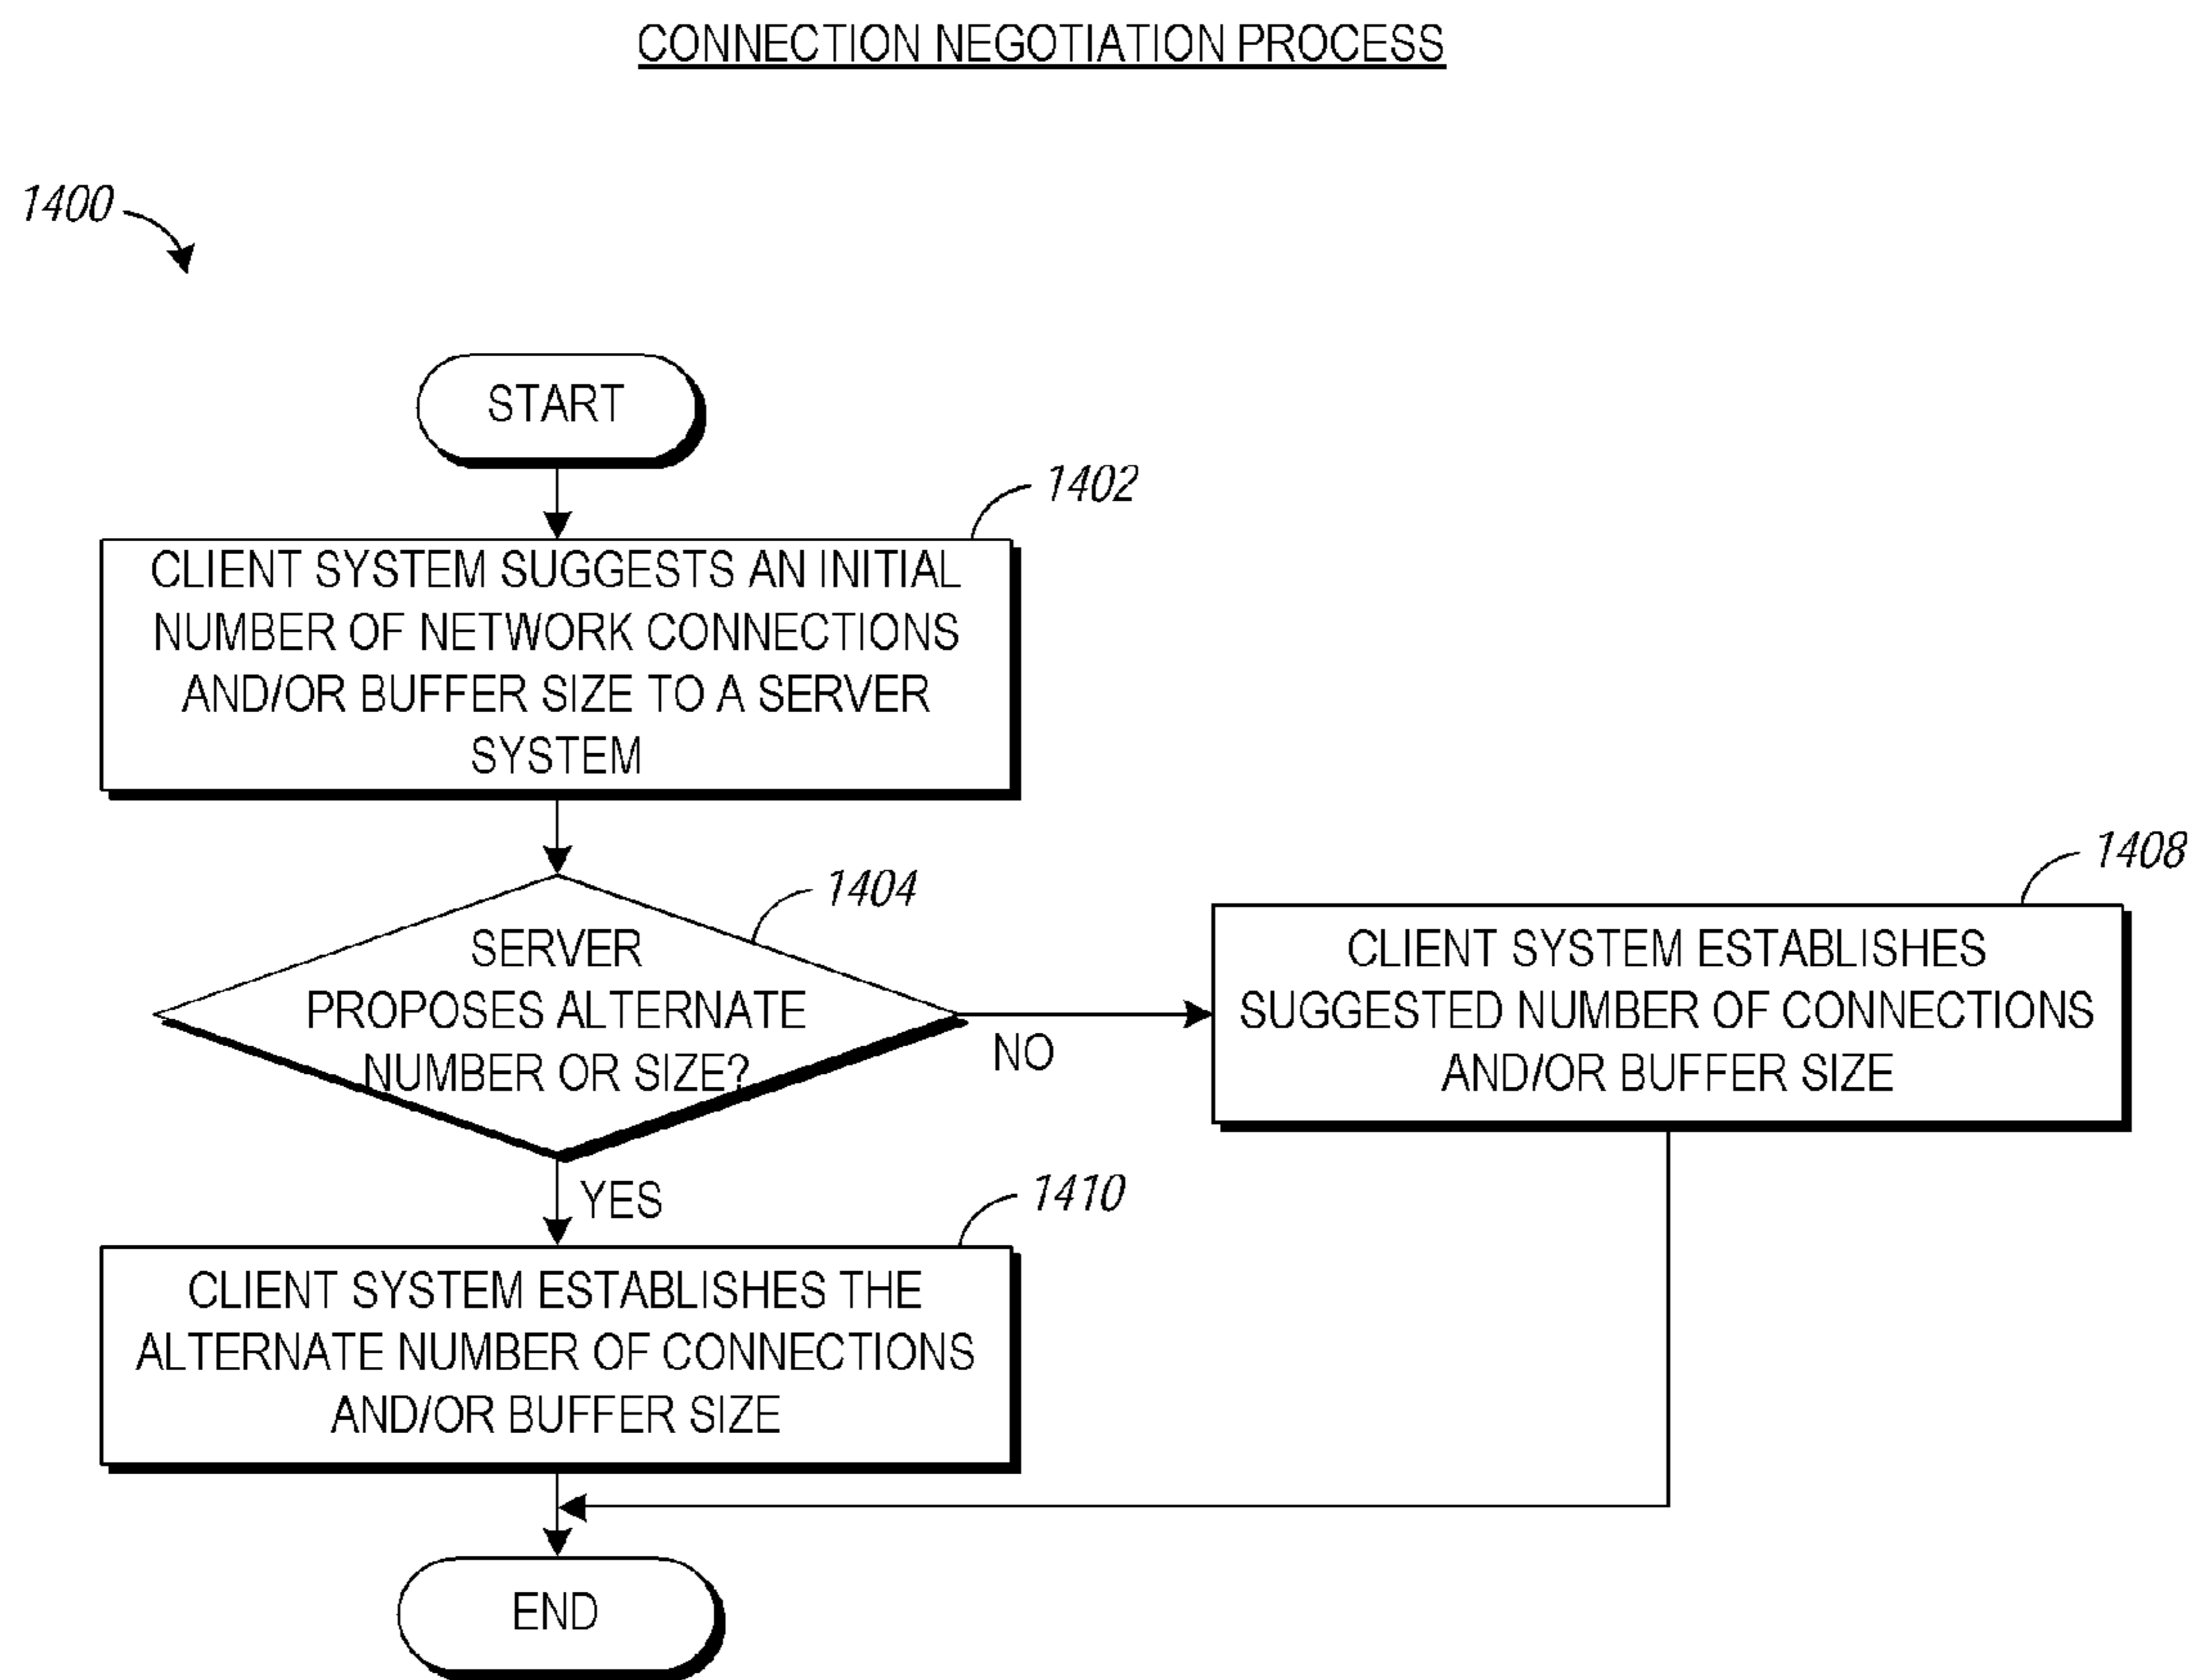 CONNECTION NEGOTIATION PROCESS
1400
START
1402
CLIENT SYSTEM SUGGESTS AN INITIAL
NUMBER OF NETWORK CONNECTIONS
AND/OR BUFFER SIZE TO A SERVER
SYSTEM
1404
SERVER
PROPOSES ALTERNATE
NUMBER OR SIZE?
NO
1408
CLIENT SYSTEM ESTABLISHES
SUGGESTED NUMBER OF CONNECTIONS
AND/OR BUFFER SIZE
YES
1410
CLIENT SYSTEM ESTABLISHES THE
ALTERNATE NUMBER OF CONNECTIONS
AND/OR BUFFER SIZE
END